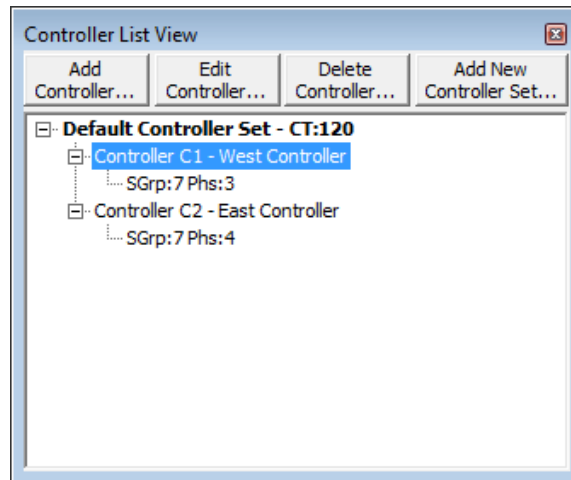 Controller List View
Add Controller...
Edit Controller...
Delete Controller...
Add New Controller Set...
Default Controller Set - CT:120
Controller C1 - West Controller
SGrp:7 Phs:3
Controller C2 - East Controller
SGrp:7 Phs:4